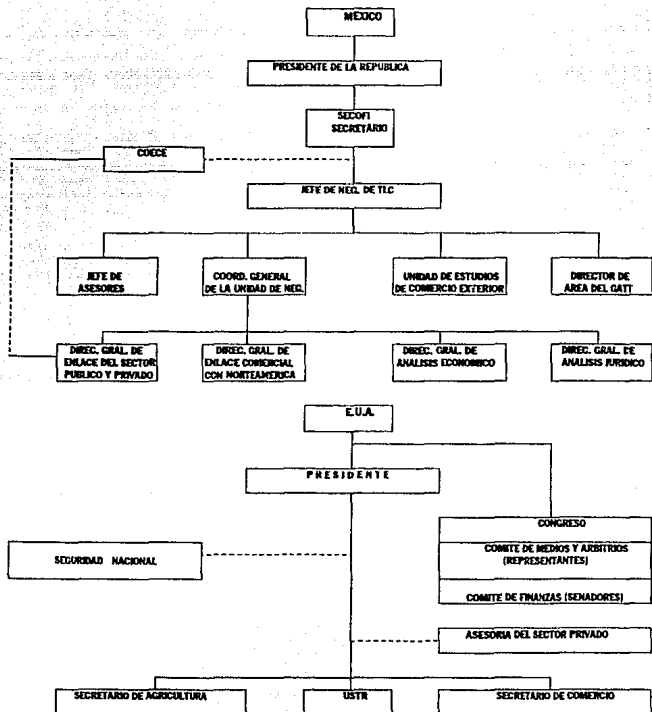 MEXICO
PRESIDENTE DE LA REPUBLICA
SECOFI
SECRETARIO
COECE
JEFE DE NEG. DE TLC
JEFE DE
ASESORES
COORD. GENERAL
DE LA UNIDAD DE NEG.
UNIDAD DE ESTUDIOS
DE COMERCIO EXTERIOR
DIRECTOR DE
AREA DEL GATT
DIREC. GRAL. DE
ENLACE DEL SECTOR
PUBLICO Y PRIVADO
DIREC. GRAL. DE
ENLACE COMERCIAL
CON NORTEAMERICA
DIREC. GRAL. DE
ANALISIS ECONOMICO
DIREC. GRAL. DE
ANALISIS JURIDICO
E.U.A.
PRESIDENTE
CONGRESO
COMITE DE MEDIOS Y ARBITRIOS
(REPRESENTANTES)
COMITE DE FINANZAS (SENADORES)
SEGURIDAD NACIONAL
ASESORIA DEL SECTOR PRIVADO
SECRETARIO DE AGRICULTURA
USTR
SECRETARIO DE COMERCIO